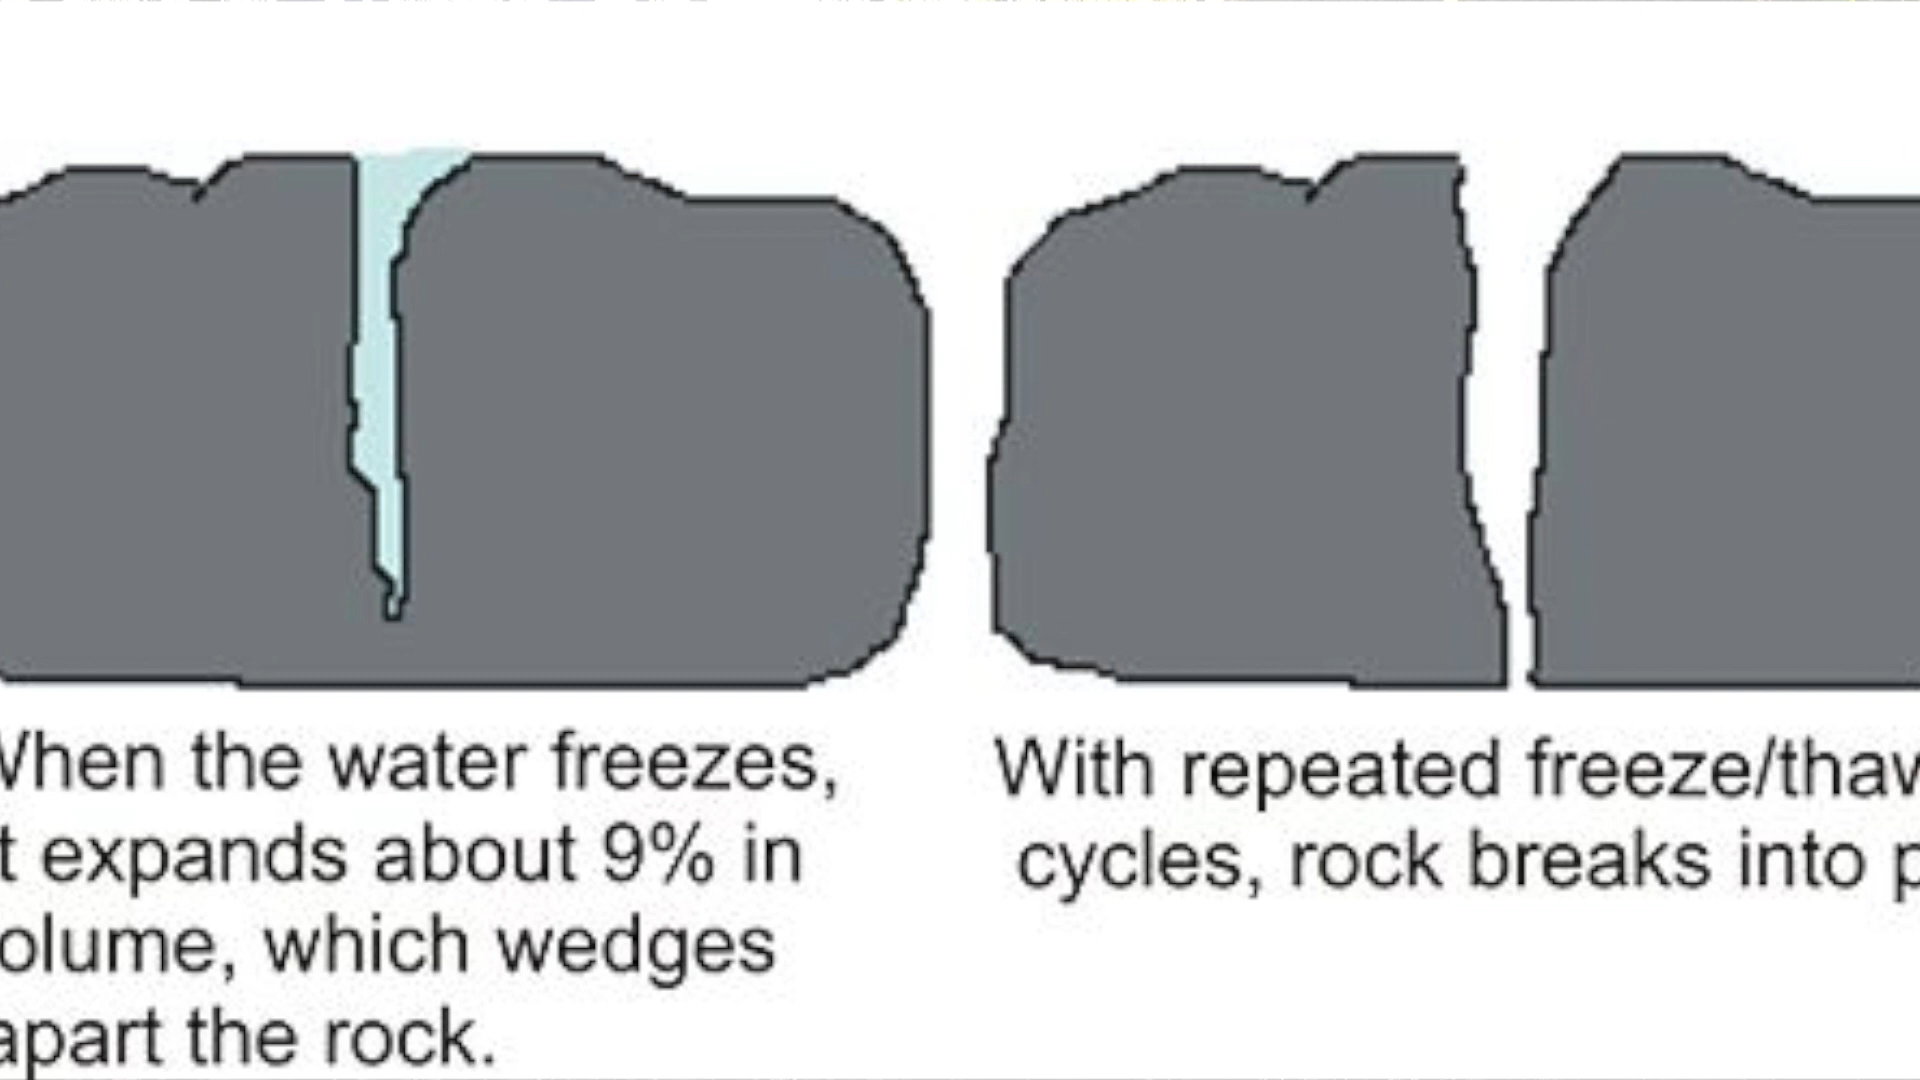 When the water freezes,
t expands about 9% in
olume, which wedges
apart the rock.
With repeated freeze/thaw
cycles, rock breaks into p